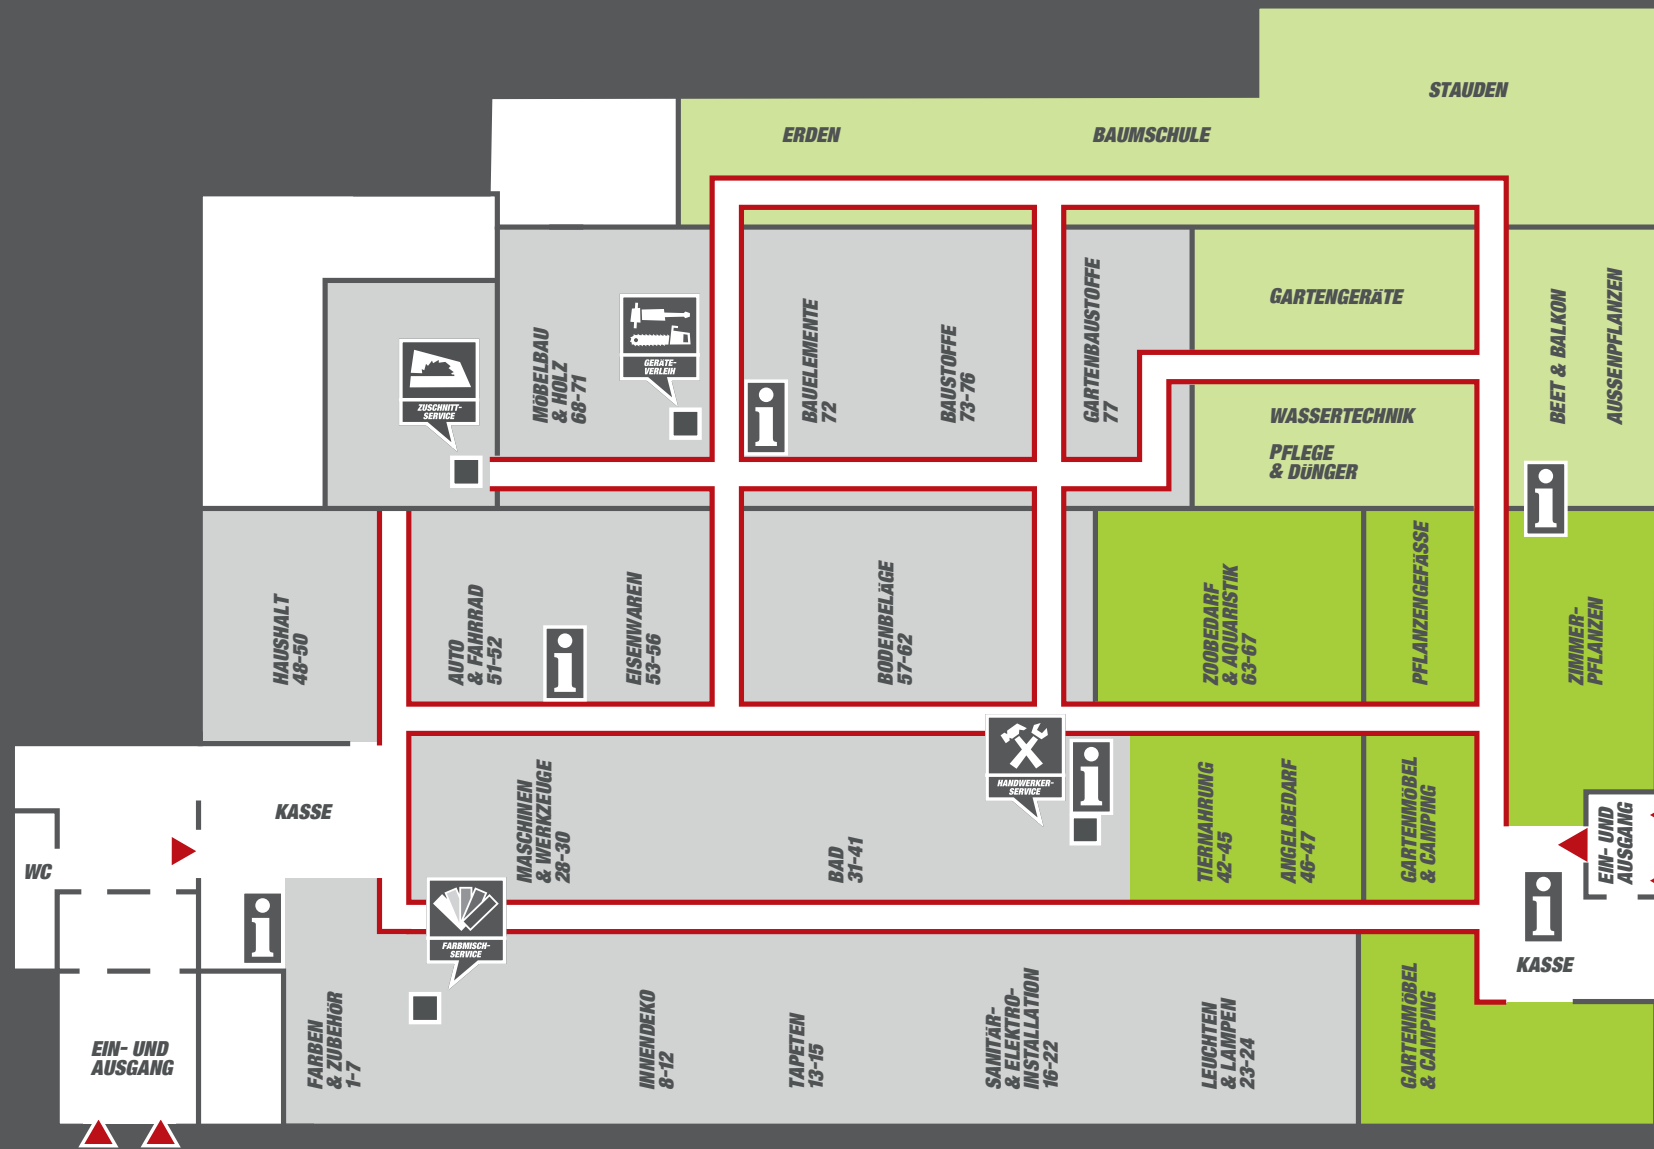 STAUDEN
ERDEN
BAUMSCHULE
MÖBELBAU
& HOLZ
68-71
GERÄTE-
VERLEIH
ZUSCHNITT-
SERVICE
i
BAUELEMENTE
72
BAUSTOFFE
73-76
GARTENBAUSTOFFE
77
GARTENGERÄTE
WASSERTECHNIK
PFLEGE
& DÜNGER
BEET & BALKON
AUSSENPFLANZEN
i
HAUSHALT
48-50
AUTO
& FAHRRAD
51-52
i
EISENWAREN
53-56
BODENBELÄGE
57-62
ZOOBEDARF
& AQUARISTIK
63-67
PFLANZENGEFÄSSE
ZIMMER-
PFLANZEN
KASSE
WC
MASCHINEN
& WERKZEUGE
28-30
BAD
31-41
HANDWERKER-
SERVICE
i
TIERNAHRUNG
42-45
ANGELBEDARF
46-47
GARTENMÖBEL
& CAMPING
EIN- UND
AUSGANG
i
KASSE
i
FARBMISCH-
SERVICE
EIN- UND
AUSGANG
FARBEN
& ZUBEHÖR
1-7
INNENDEKO
8-12
TAPETEN
13-15
SANITÄR-
& ELEKTRO-
INSTALLATION
16-22
LEUCHTEN
& LAMPEN
23-24
GARTENMÖBEL
& CAMPING